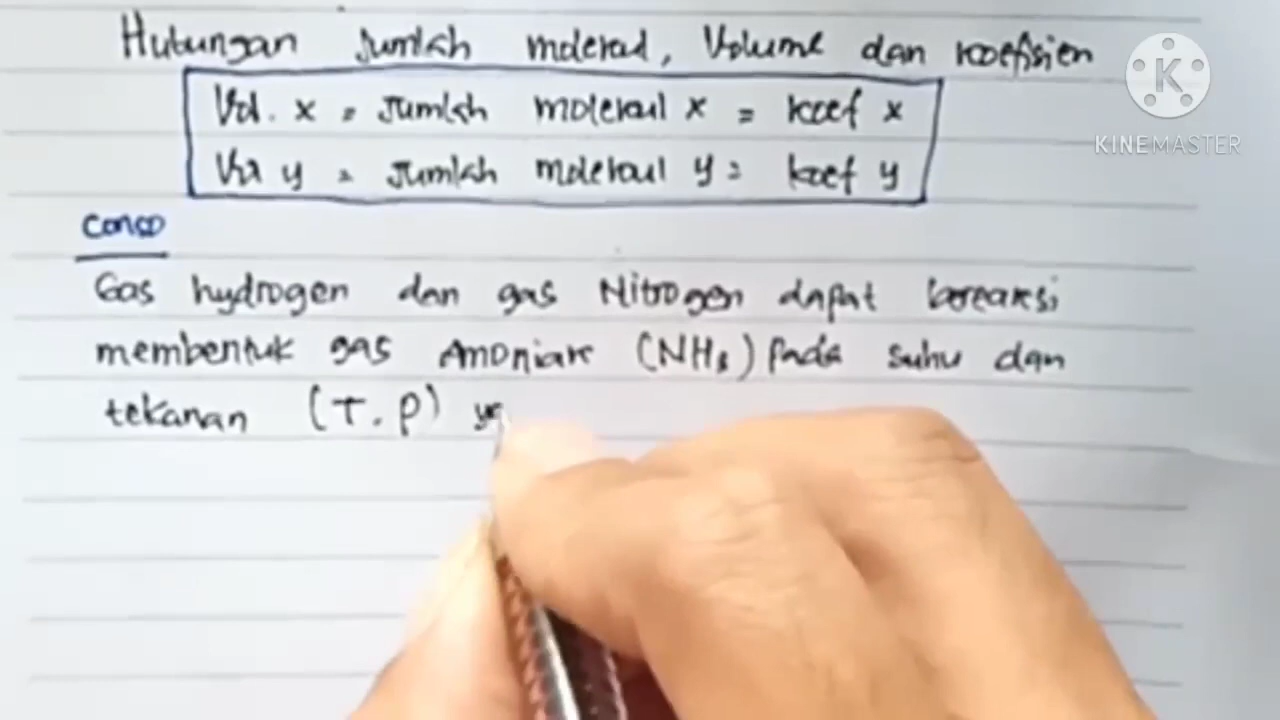 Hubungan Jumlah molekul, Volume dan koefisien
Vol. x = Jumlah molekul x = koef x
Vol y = Jumlah molekul y = koef y
Gas hydrogen dan gas Nitrogen dapat bereaksi
membentuk gas Amoniak (NH3) pada suhu dan
tekanan (T.P)
K
KINEMASTER